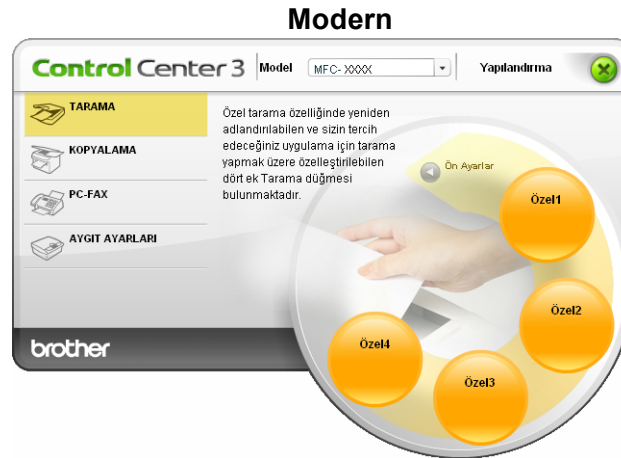 Modern
Control Center 3 Model MFC- XXXX Yapılandırma
TARAMA
KOPYALAMA
PC-FAX
AYGIT AYARLARI
Özel tarama özelliğinde yeniden
adlandırılabilen ve sizin tercih
edeceğiniz uygulama için tarama
yapmak üzere özelleştirilebilen
dört ek Tarama düğmesi
bulunmaktadır.
Ön Ayarlar
Özel1
Özel2
Özel3
Özel4
brother